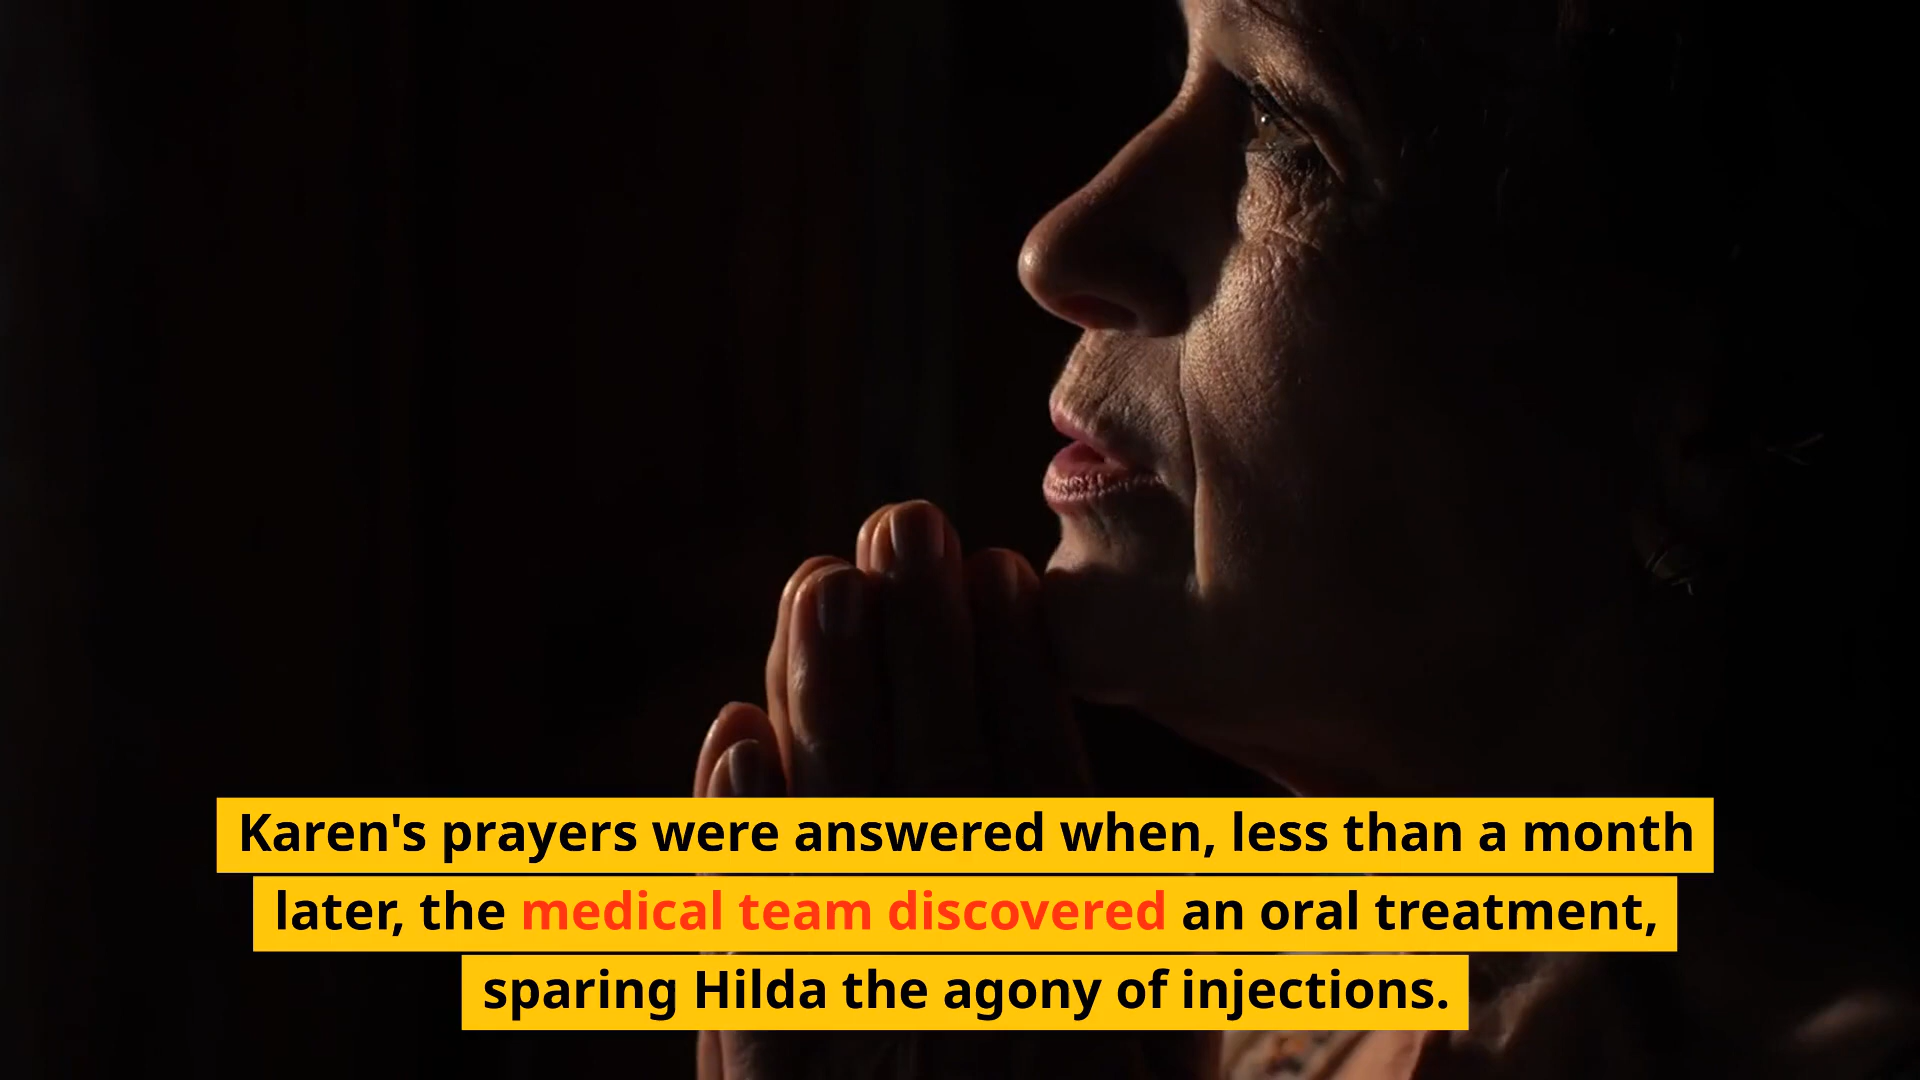 Karen's prayers were answered when, less than a month
later, the medical team discovered an oral treatment,
sparing Hilda the agony of injections.